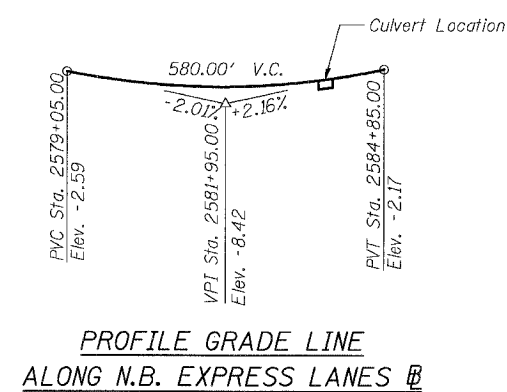 Culvert Location
580.00' V.C.
-2.01% +2.16%
PVC Sta. 2579+05.00
Elev. -2.59
VPI Sta. 2581+95.00
Elev. -8.42
PVT Sta. 2584+85.00
Elev. -2.17
PROFILE GRADE LINE
ALONG N.B. EXPRESS LANES ⅊